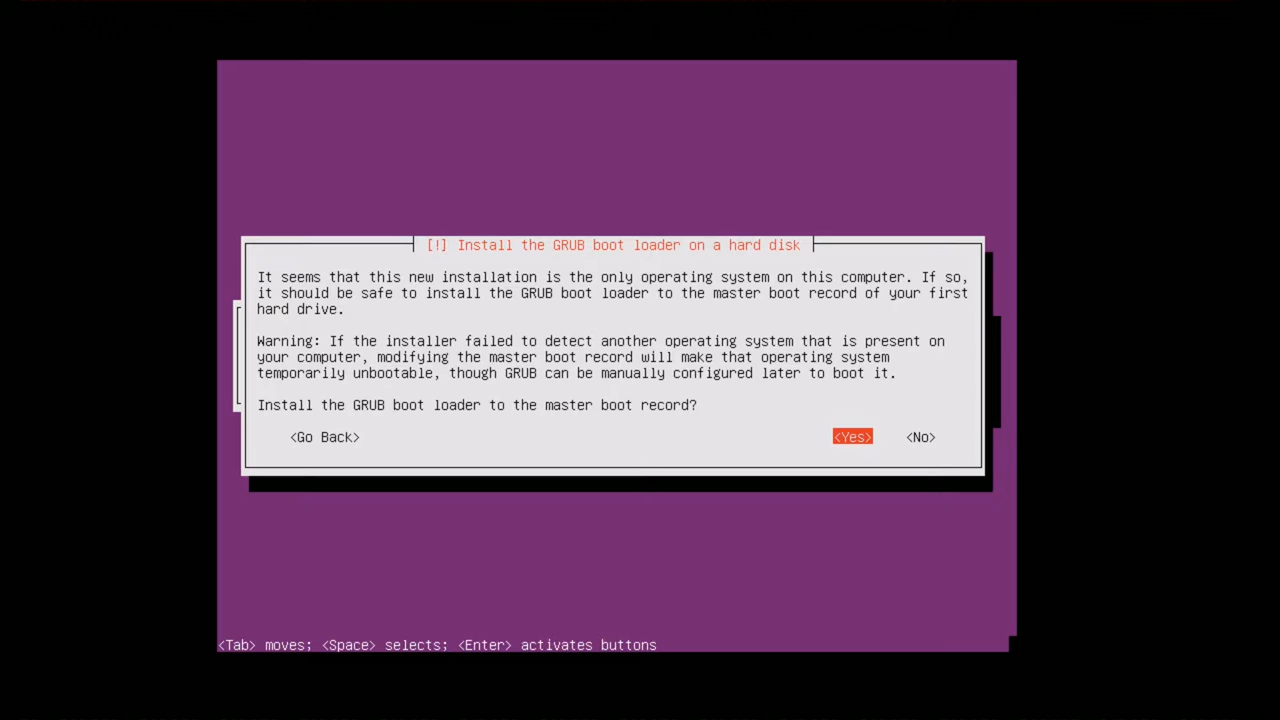 [!] Install the GRUB boot loader on a hard disk
It seems that this new installation is the only operating system on this computer. If so,
it should be safe to install the GRUB boot loader to the master boot record of your first
hard drive.
Warning: If the installer failed to detect another operating system that is present on
your computer, modifying the master boot record will make that operating system
temporarily unbootable, though GRUB can be manually configured later to boot it.
Install the GRUB boot loader to the master boot record?
<Go Back> <Yes> <No>
<Tab> moves; <Space> selects; <Enter> activates buttons